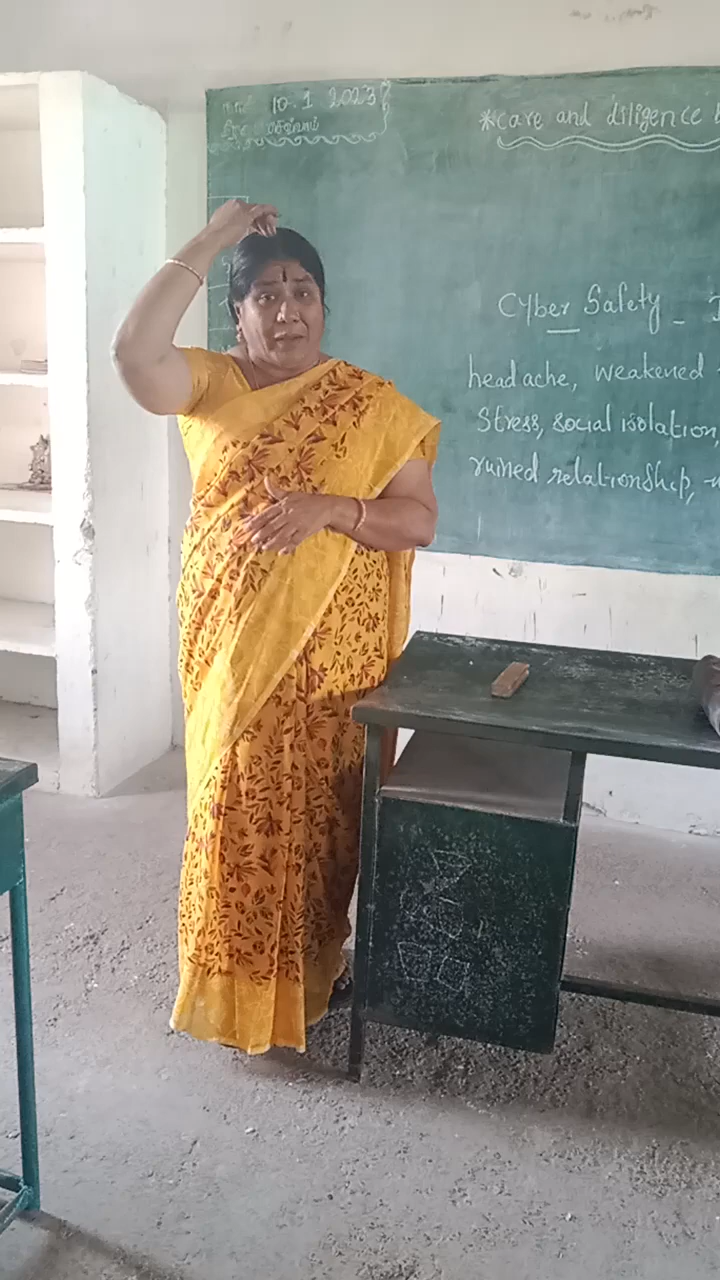 நாள் 10.1 2023
*care and diligence b
Cyber Safety - I
headache, weakened
Stress, social isolation,
ruined relationship,